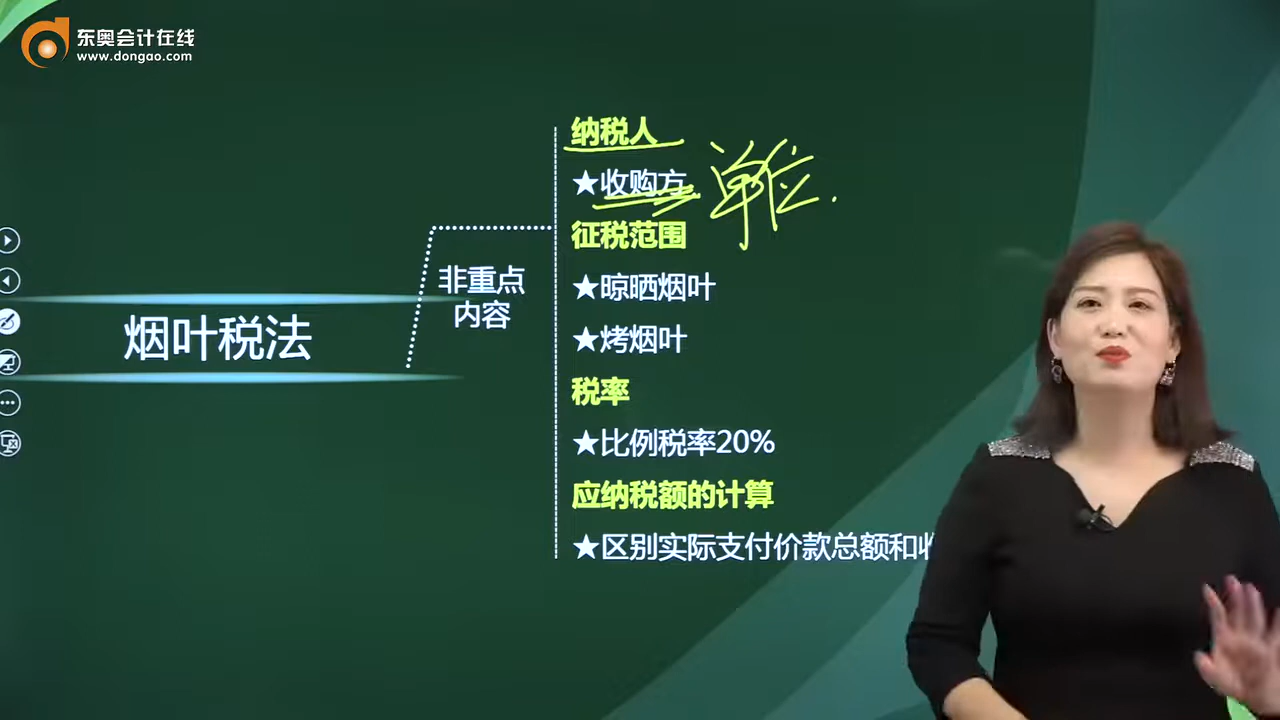 东奥会计在线
www.dongao.com
纳税人
★收购方 单位.
征税范围
★晾晒烟叶
★烤烟叶
税率
★比例税率20%
应纳税额的计算
★区别实际支付价款总额和收
非重点
内容
烟叶税法